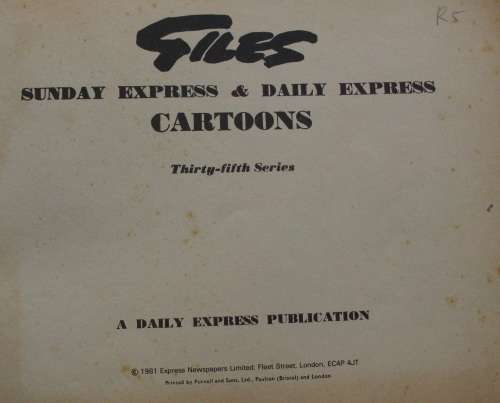 R5
GILES
SUNDAY EXPRESS & DAILY EXPRESS
CARTOONS
Thirty-fifth Series
A DAILY EXPRESS PUBLICATION
© 1981 Express Newspapers Limited, Fleet Street, London, EC4P 4JT
Printed by Purnell and Sons, Ltd., Paulton (Bristol) and London